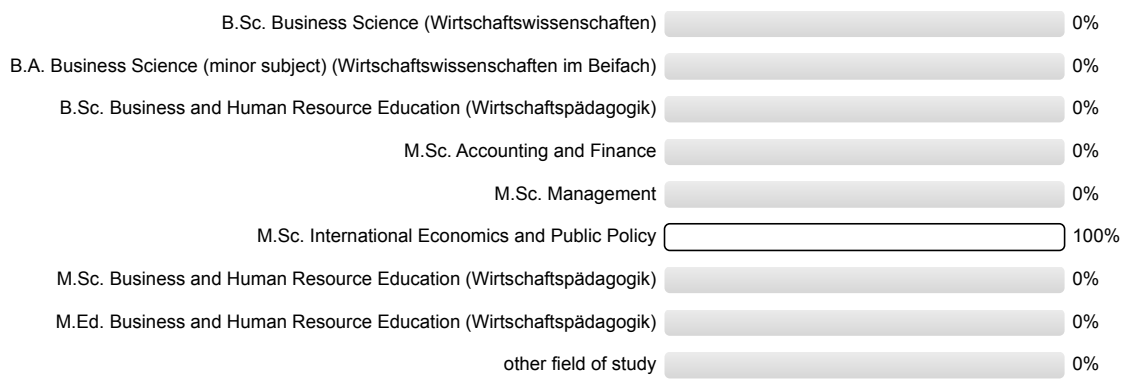 B.Sc. Business Science (Wirtschaftswissenschaften) 0%
B.A. Business Science (minor subject) (Wirtschaftswissenschaften im Beifach) 0%
B.Sc. Business and Human Resource Education (Wirtschaftspädagogik) 0%
M.Sc. Accounting and Finance 0%
M.Sc. Management 0%
M.Sc. International Economics and Public Policy 100%
M.Sc. Business and Human Resource Education (Wirtschaftspädagogik) 0%
M.Ed. Business and Human Resource Education (Wirtschaftspädagogik) 0%
other field of study 0%